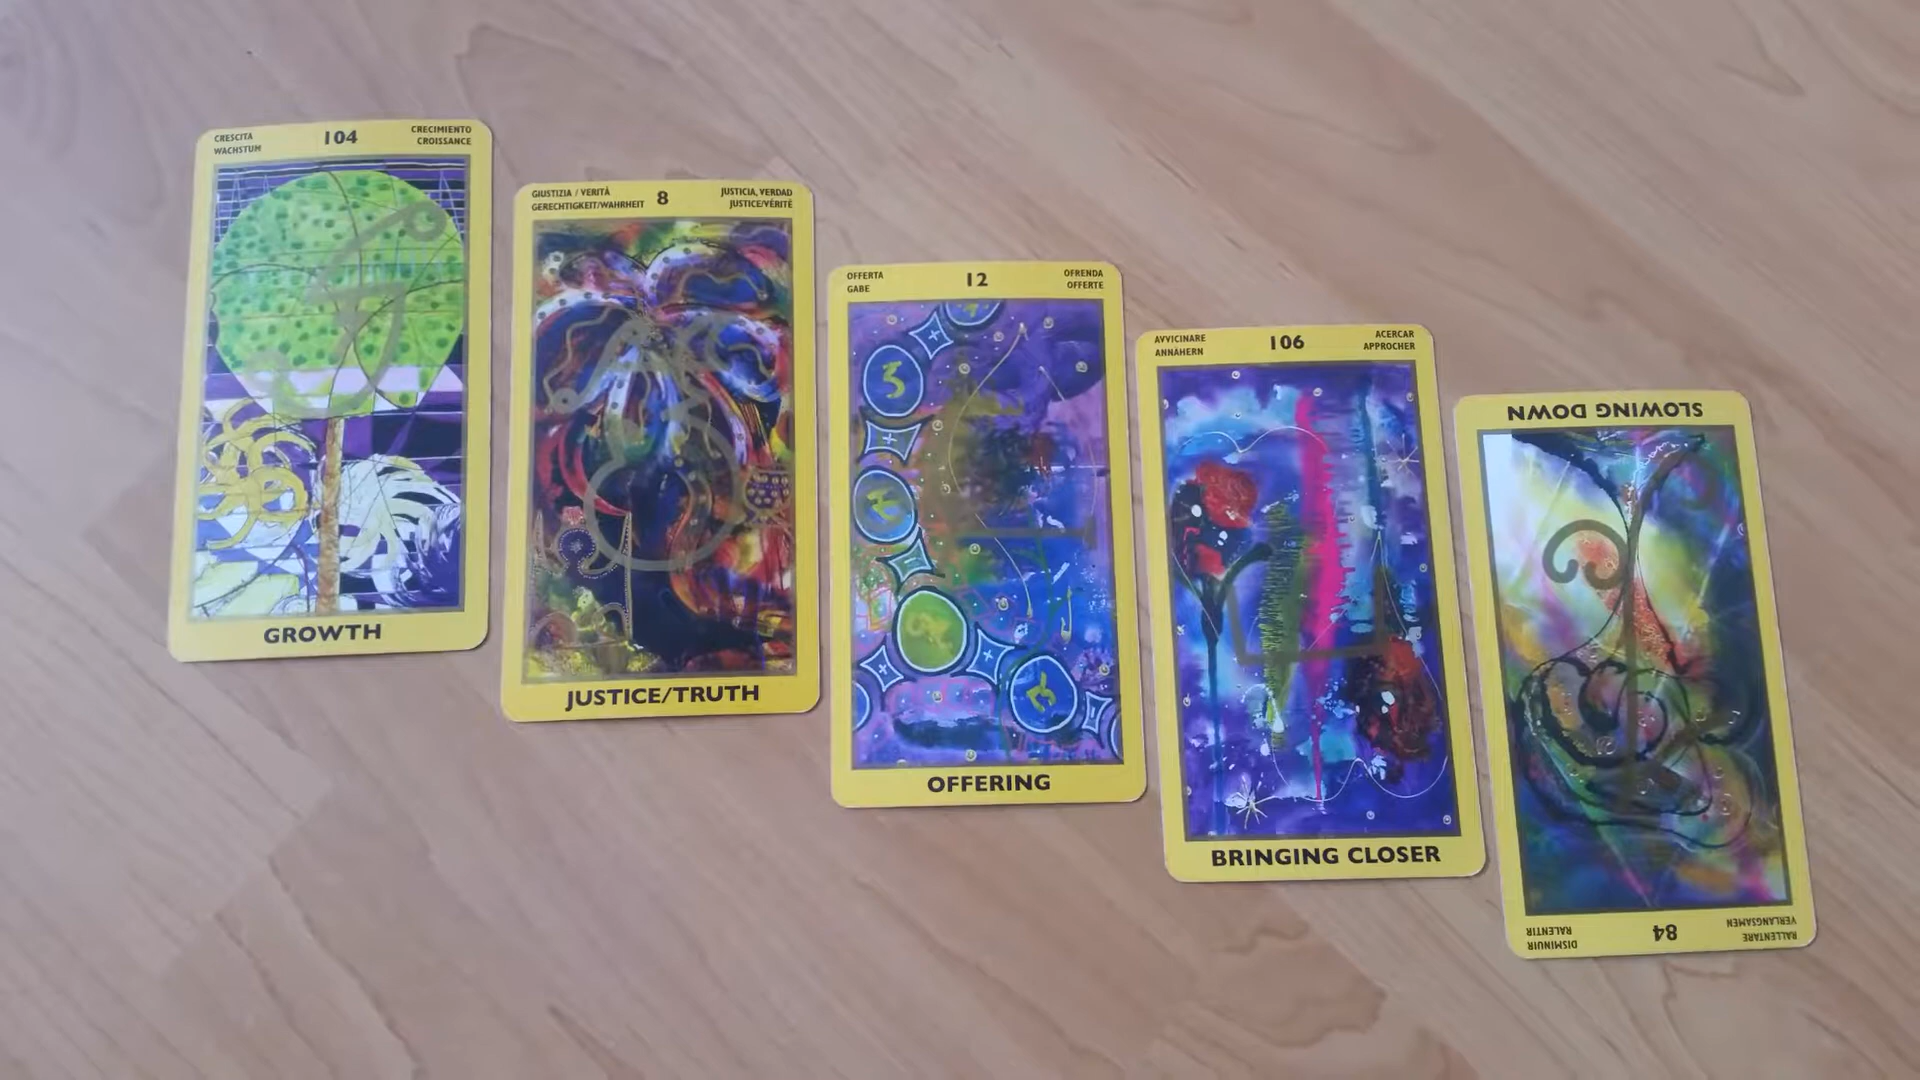 CRESCITA 104 CRECIMIENTO
WACHSTUM CROISSANCE
GROWTH
GIUSTIZIA / VERITÀ 8 JUSTICIA, VERDAD
GERECHTIGKEIT/WAHRHEIT JUSTICE/VÉRITÉ
JUSTICE/TRUTH
OFFERTA 12 OFRENDA
GABE OFFERTE
OFFERING
AVVICINARE 106 ACERCAR
ANNÄHERN APPROCHER
BRINGING CLOSER
RALLENTARE 84 DISMINUIR
VERLANGSAMEN RALENTIR
SLOWING DOWN